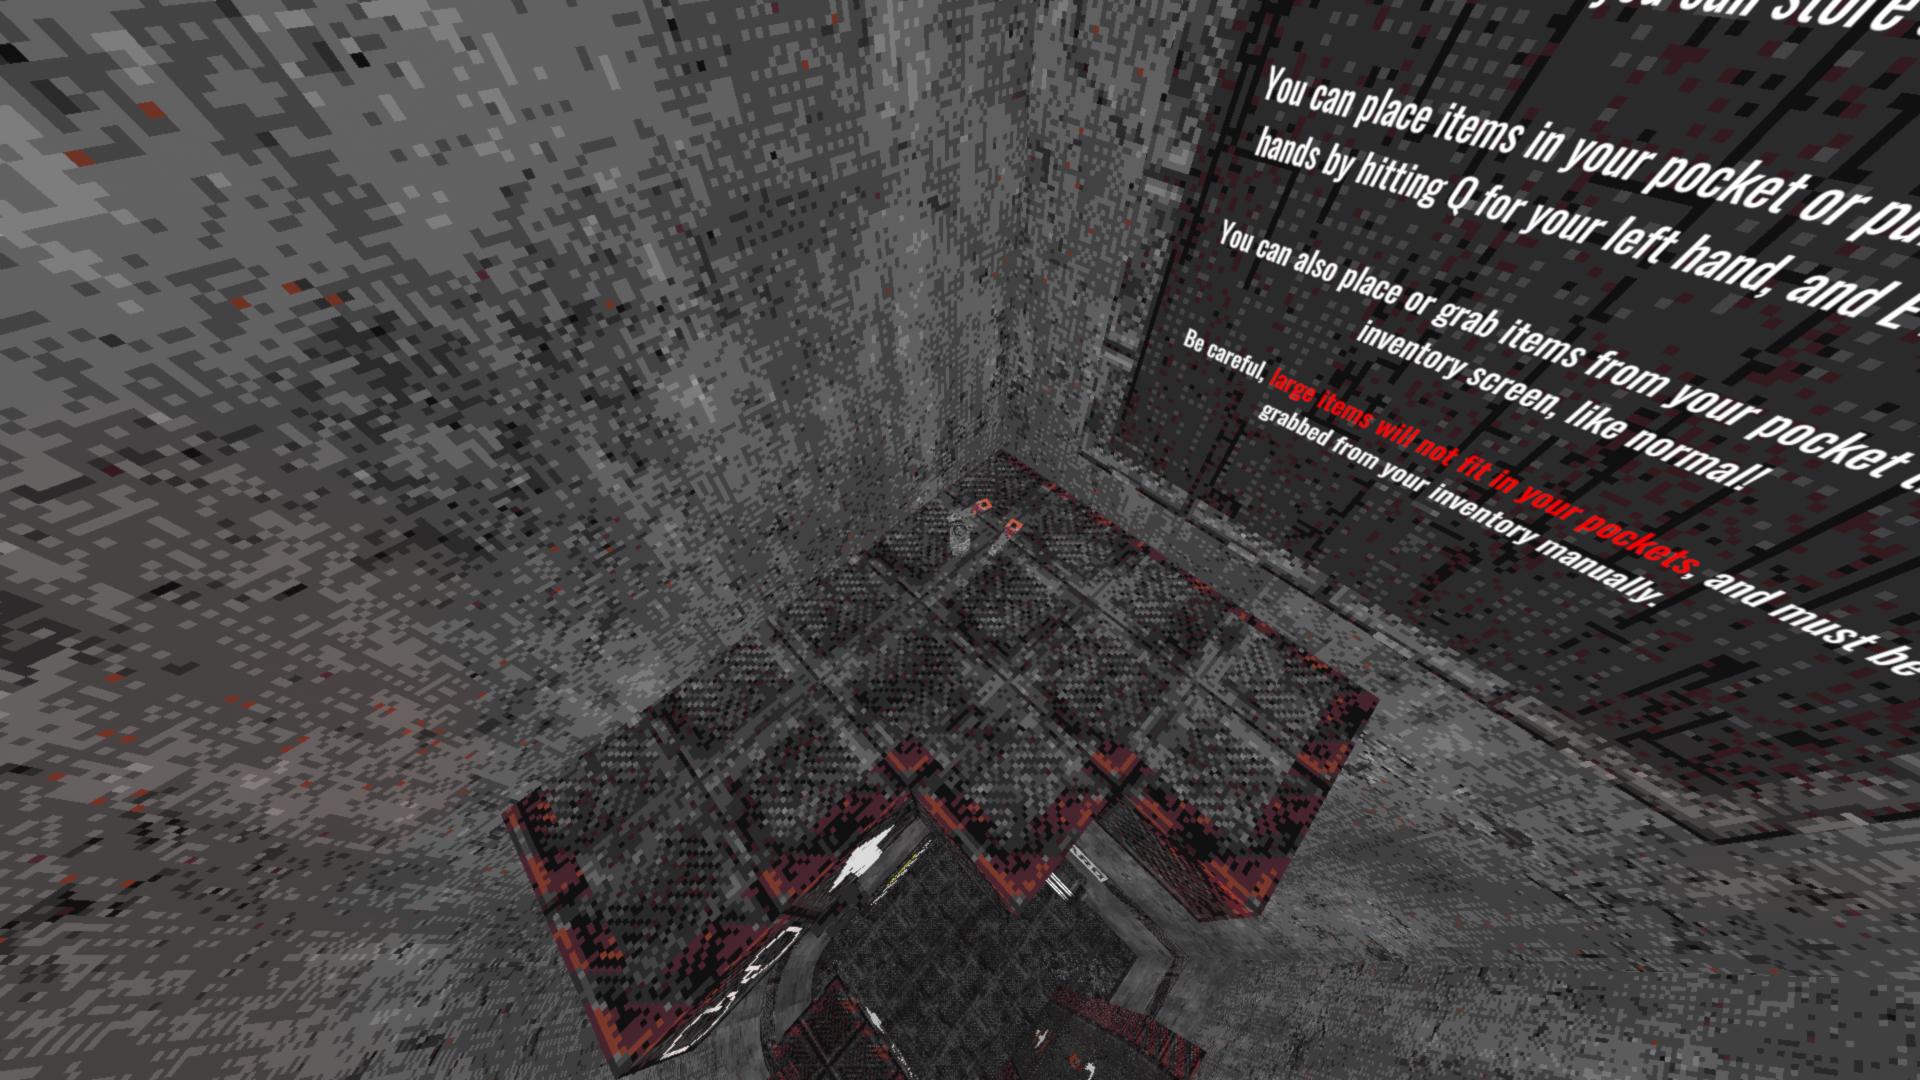 can store
You can place items in your pocket or
hands by hitting Q for your left hand, and E
You can also place or grab items from your pocket
inventory screen, like normal!
Be careful, large items will not fit in your pockets, and must be
grabbed from your inventory manually.